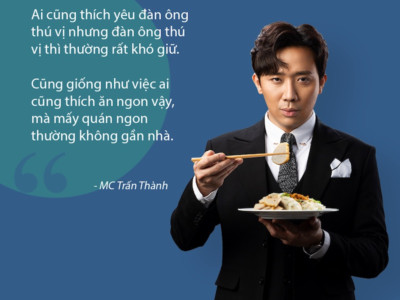 Ai cũng thích yêu đàn ông
thú vị nhưng đàn ông thú
vị thì thường rất khó giữ.
Cũng giống như việc ai
cũng thích ăn ngon vậy,
mà mấy quán ngon
thường không gần nhà.
- MC Trấn Thành